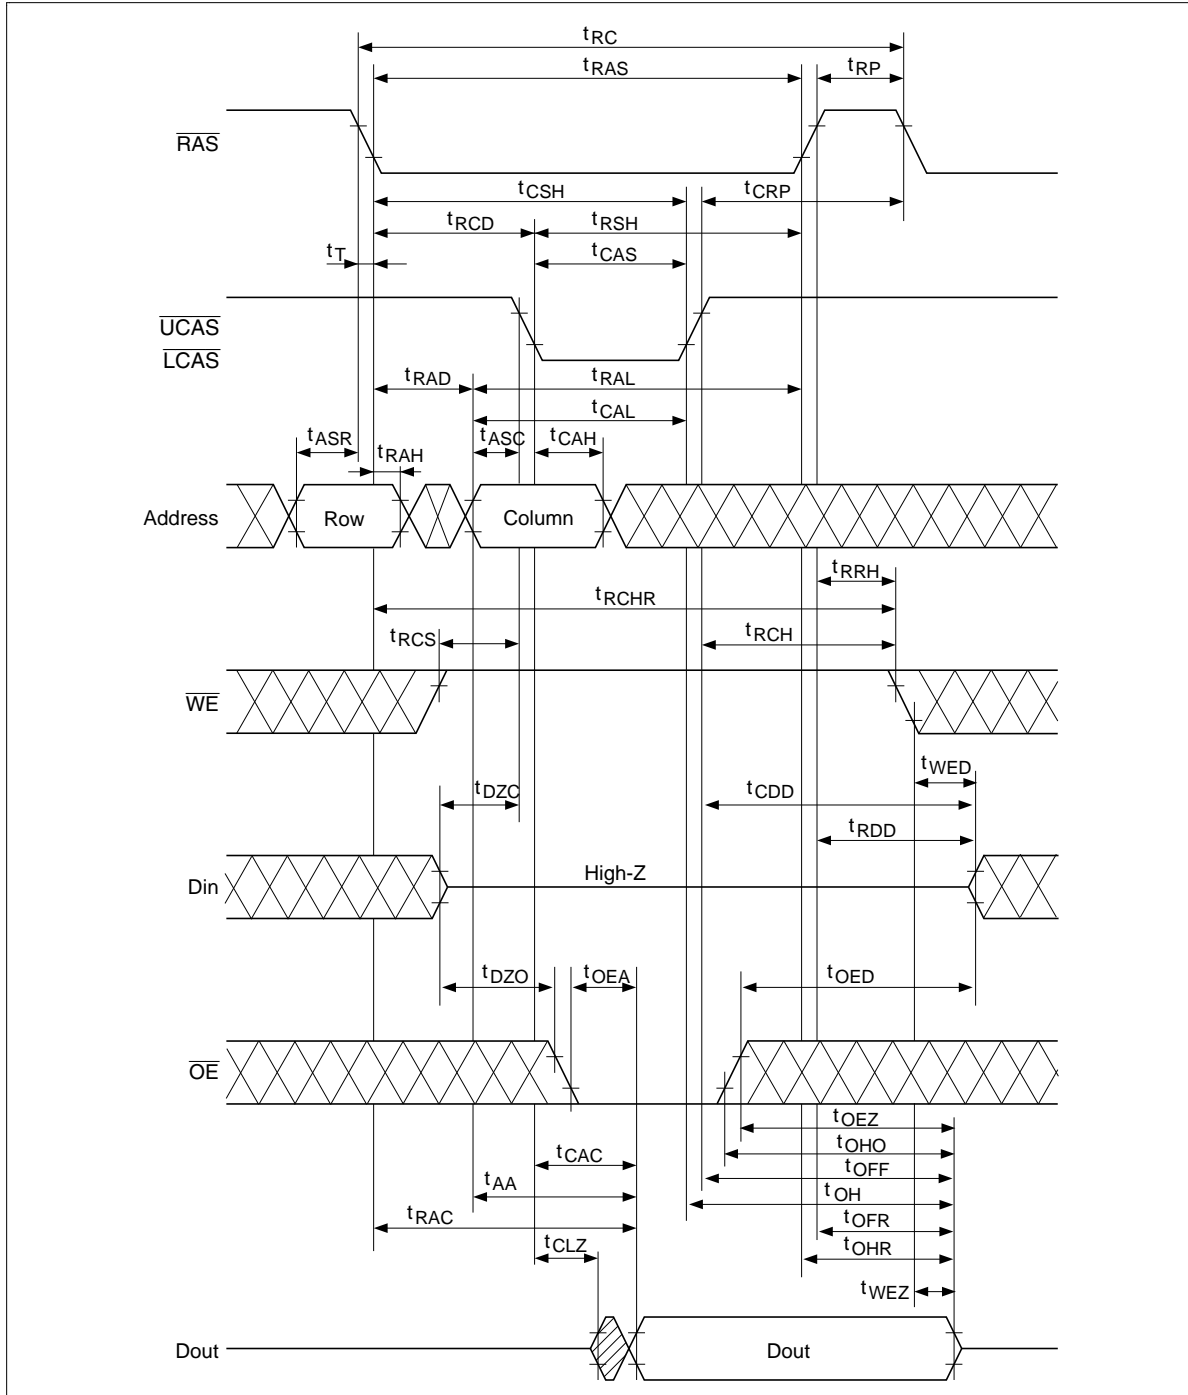 tRC
tRAS
tRP
RAS
tCSH
tCRP
tRCD
tRSH
tT
tCAS
UCAS
LCAS
tRAD
tRAL
tCAL
tASR
tRAH
tASC
tCAH
Address
Row
Column
tRRH
tRCHR
tRCS
tRCH
WE
tWED
tDZC
tCDD
tRDD
High-Z
Din
tDZO
tOEA
tOED
OE
tOEZ
tOHO
tCAC
tOFF
tAA
tOH
tRAC
tOFR
tCLZ
tOHR
tWEZ
Dout
Dout